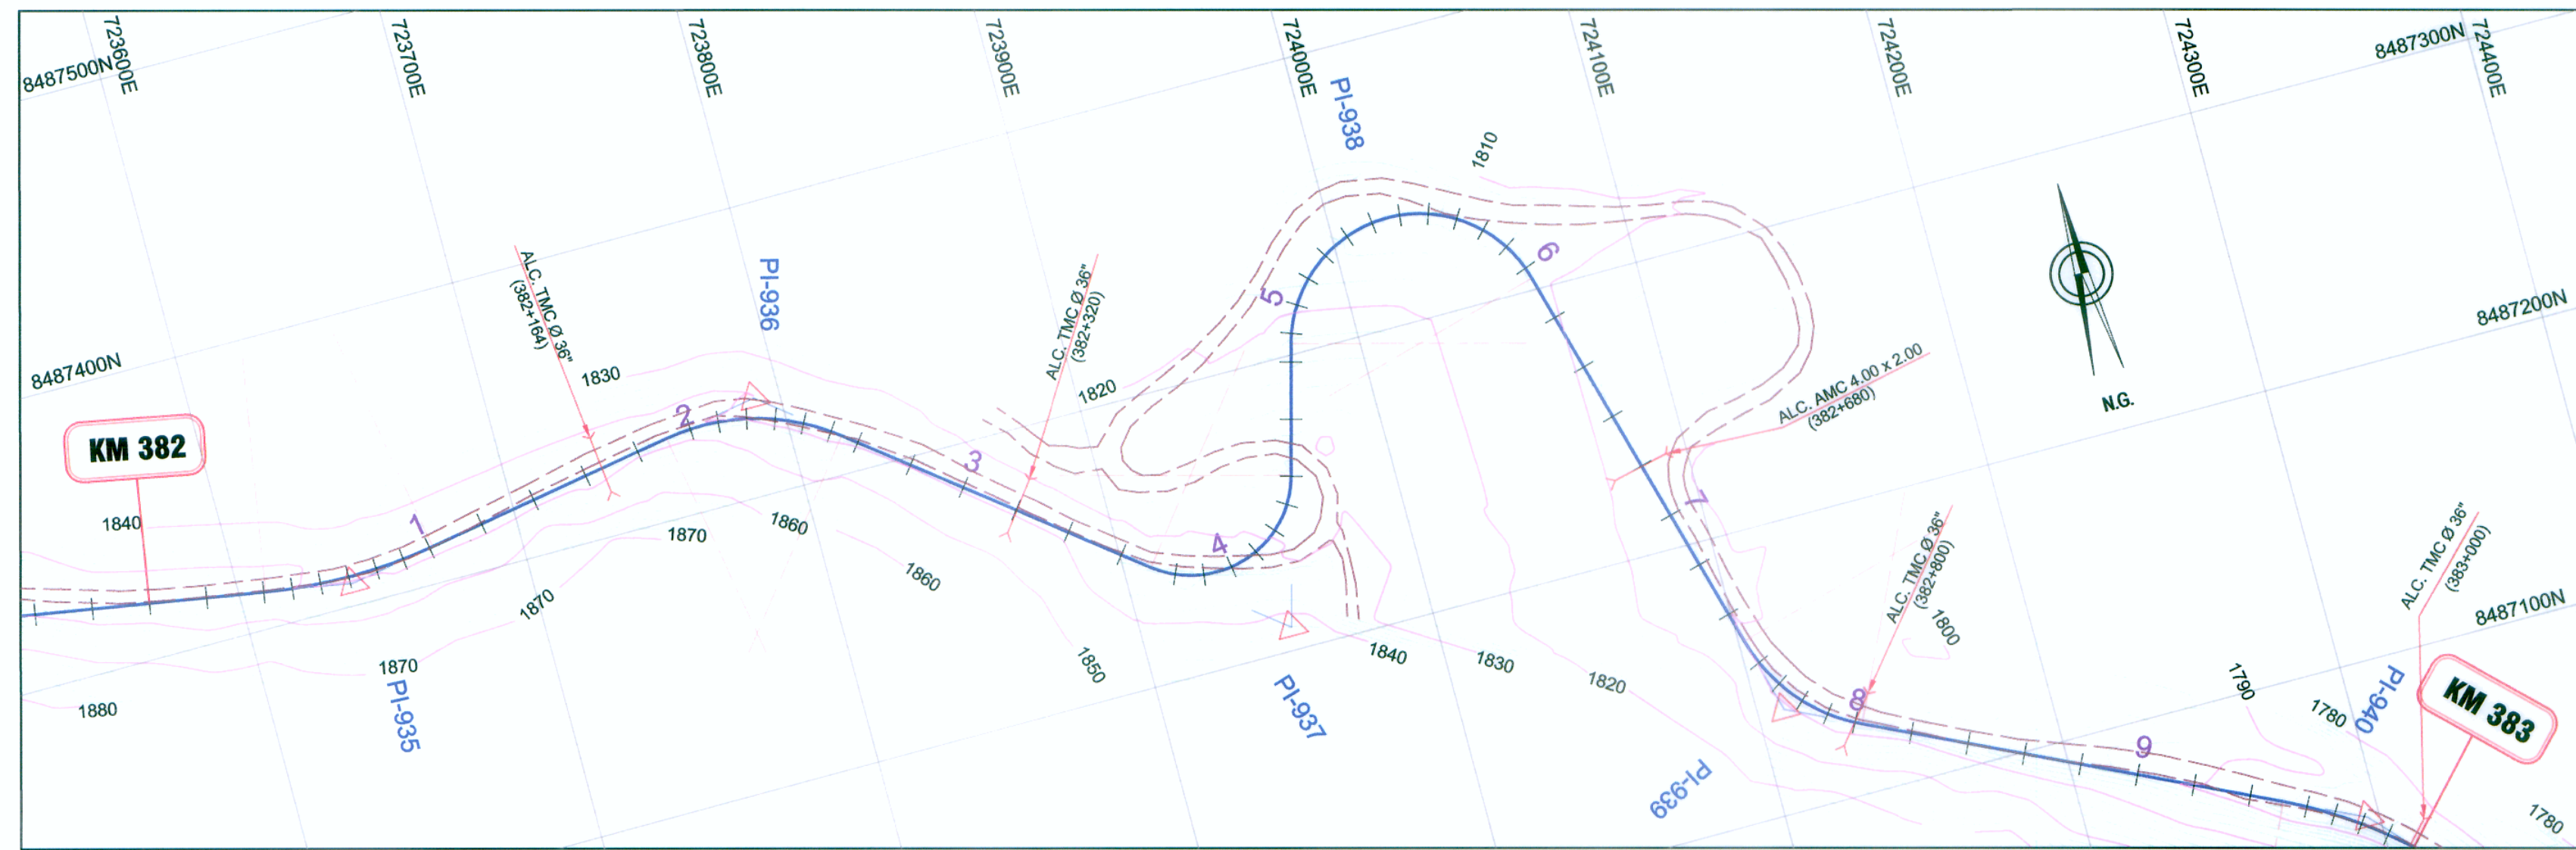 723600E
723700E
723800E
723900E
724000E
724100E
724200E
724300E
724400E
8487500N
8487300N
PI-938
1810
ALC. TMC Ø 36"
(382+164)
PI-936
ALC. TMC Ø 36"
(382+320)
6
5
8487200N
8487400N
1830
1820
ALC. AMC 4.00 x 2.00
(382+680)
N.G.
KM 382
2
3
1840
1
1870
1860
4
7
1860
1870
ALC. TMC Ø 36"
(382+800)
1800
ALC. TMC Ø 36"
(383+000)
8487100N
1870
1850
1840
1830
1820
1880
PI-935
PI-937
8
1790
1780
PI-940
KM 383
9
PI-939
1780